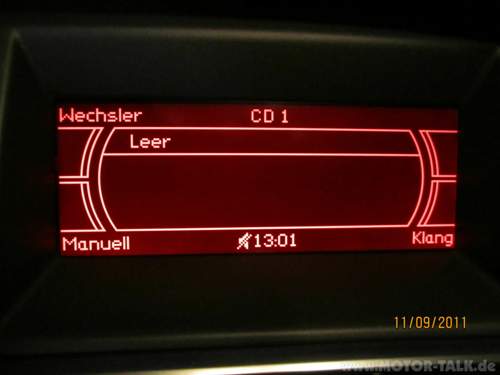 Wechsler CD 1
Leer
Manuell 13:01 Klang
11/09/2011
www.MOTOR-TALK.de